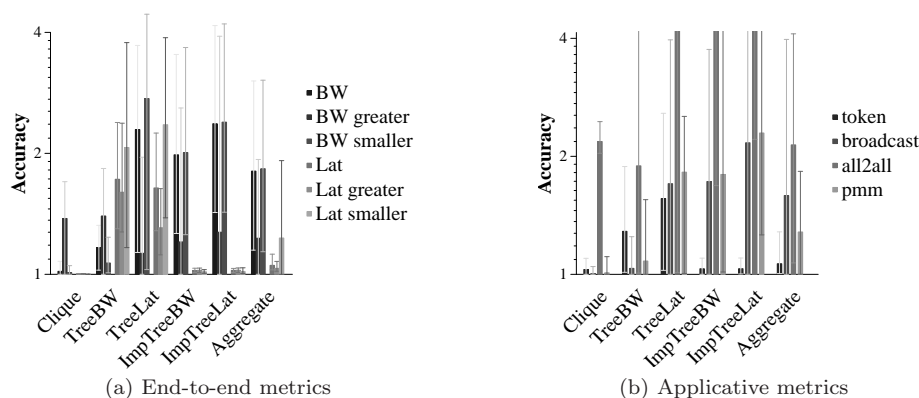 4
2
1
Accuracy
Clique
TreeBW
TreeLat
ImpTreeBW
ImpTreeLat
Aggregate
BW
BW greater
BW smaller
Lat
Lat greater
Lat smaller
(a) End-to-end metrics
4
2
1
Accuracy
Clique
TreeBW
TreeLat
ImpTreeBW
ImpTreeLat
Aggregate
token
broadcast
all2all
pmm
(b) Applicative metrics